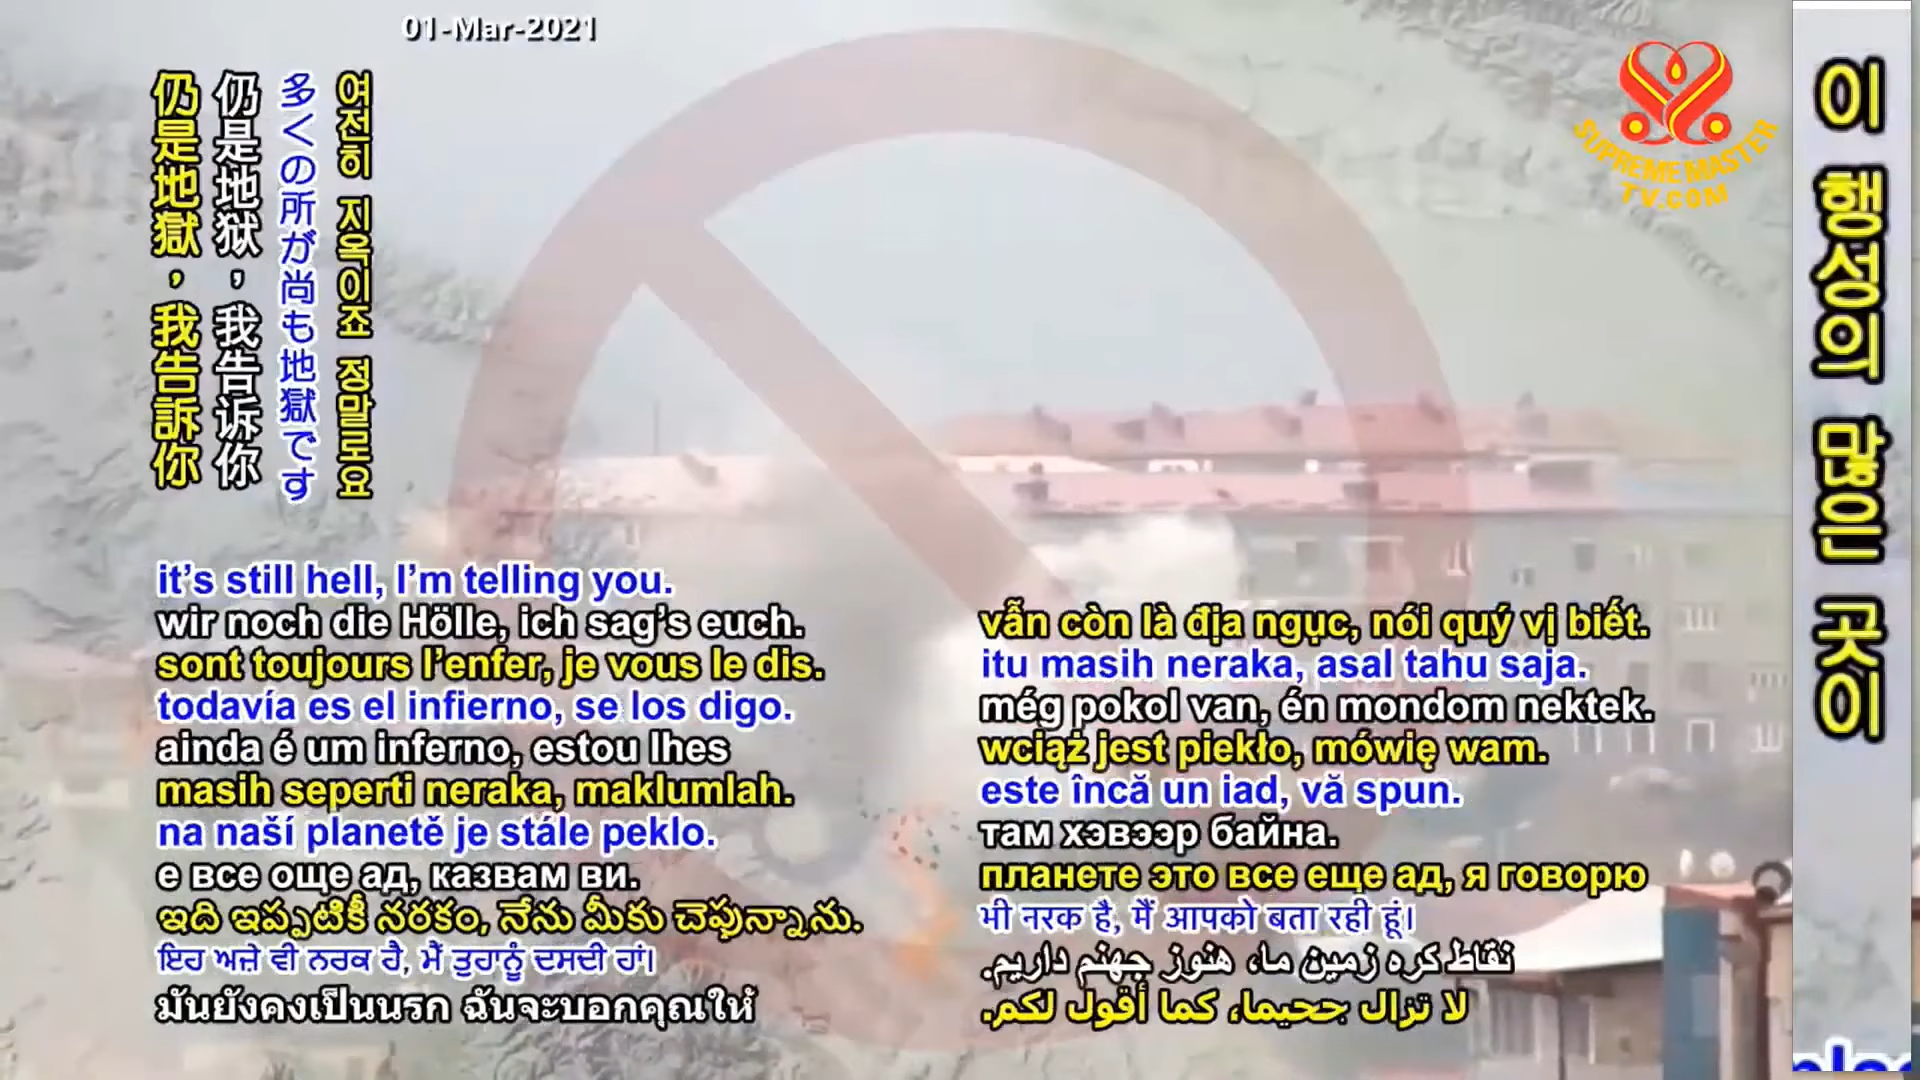 01-Mar-2021
SUPREME MASTER
TV.COM
仍是地獄，我告訴你
仍是地狱，我告诉你
多くの所が尚も地獄です
여전히 지옥이죠 정말로요
이 행성의 많은 곳이
it's still hell, I'm telling you.
wir noch die Hölle, ich sag's euch.
sont toujours l'enfer, je vous le dis.
todavía es el infierno, se los digo.
ainda é um inferno, estou lhes
masih seperti neraka, maklumlah.
na naší planetě je stále peklo.
е все още ад, казвам ви.
ఇది ఇప్పటికీ నరకం, నేను మీకు చెపుతున్నాను.
ਇਹ ਅਜੇ ਵੀ ਨਰਕ ਹੈ, ਮੈਂ ਤੁਹਾਨੂੰ ਦਸਦੀ ਹਾਂ।
มันยังคงเป็นนรก ฉันจะบอกคุณให้
vẫn còn là địa ngục, nói quý vị biết.
itu masih neraka, asal tahu saja.
még pokol van, én mondom nektek.
wciąż jest piekło, mówię wam.
este încă un iad, vă spun.
там хэвээр байна.
планете это все еще ад, я говорю
भी नरक है, मैं आपको बता रही हूं।
نقاط کره زمین ما، هنوز جهنم داریم.
لا تزال جحيما، كما أقول لكم.